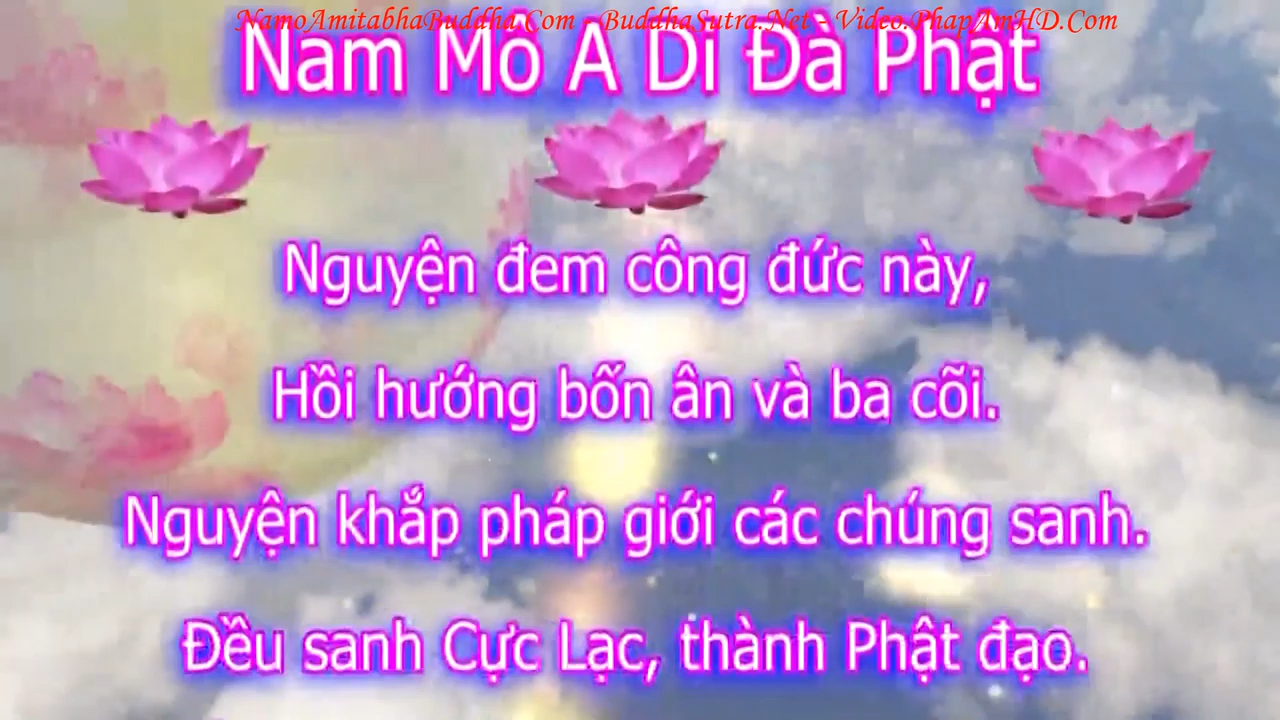 NamoAmitabhaBuddha.Com - BuddhaSutra.Net - Video.PhapAmHD.Com
Nam Mô A Di Đà Phật
Nguyện đem công đức này,
Hồi hướng bốn ân và ba cõi.
Nguyện khắp pháp giới các chúng sanh.
Đều sanh Cực Lạc, thành Phật đạo.